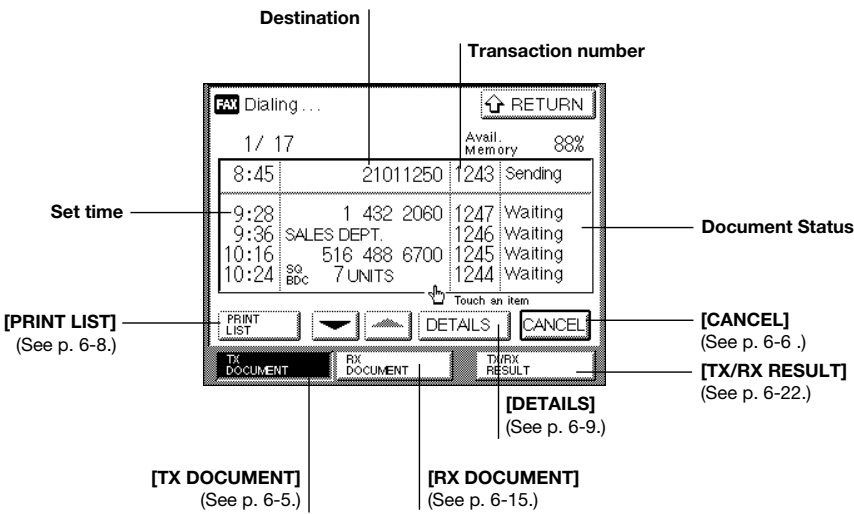 Destination
Transaction number
FAX Dialing . . .
RETURN
1/ 17
Avail.
Memory
88%
8:45 21011250 1243 Sending
Set time
9:28 1 432 2060 1247 Waiting
Document Status
9:36 SALES DEPT. 1246 Waiting
10:16 516 488 6700 1245 Waiting
10:24 SQ BDC 7 UNITS 1244 Waiting
Touch an item
[PRINT LIST]
(See p. 6-8.)
PRINT
LIST
DETAILS
CANCEL
[CANCEL]
(See p. 6-6 .)
TX
DOCUMENT
RX
DOCUMENT
TX/RX
RESULT
[TX/RX RESULT]
(See p. 6-22.)
[DETAILS]
(See p. 6-9.)
[TX DOCUMENT]
(See p. 6-5.)
[RX DOCUMENT]
(See p. 6-15.)